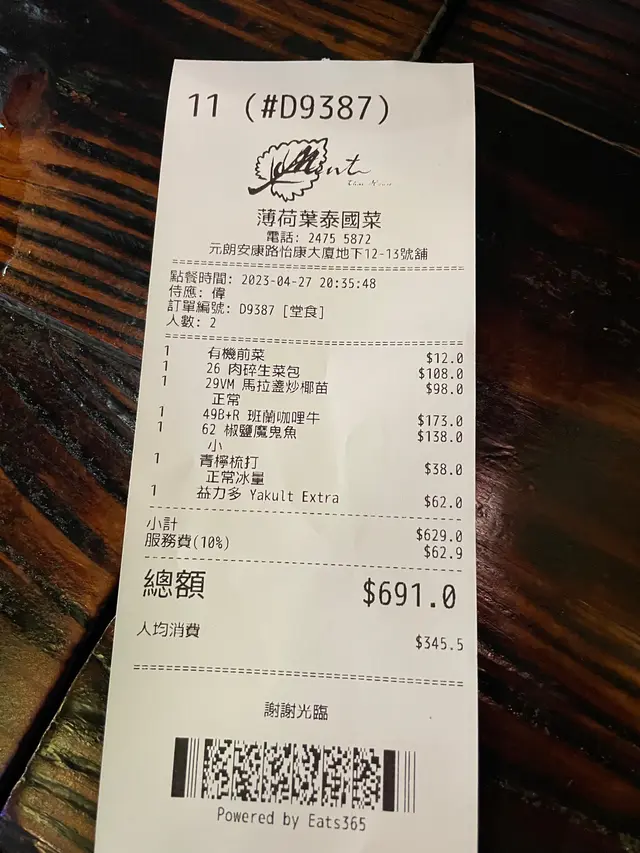 11 (#D9387)
Mint
薄荷葉泰國菜
電話: 2475 5872
元朗安康路怡康大廈地下12-13號舖
點餐時間: 2023-04-27 20:35:48
侍應: 偉
訂單編號: D9387 [堂食]
人數: 2
1 有機前菜 $12.0
1 26 肉碎生菜包 $108.0
1 29VM 馬拉盞炒椰苗 $98.0
正常
1 49B+R 班蘭咖哩牛 $173.0
1 62 椒鹽魔鬼魚 $138.0
小
1 青檸梳打 $38.0
正常冰量
1 益力多 Yakult Extra $62.0
小計 $629.0
服務費(10%) $62.9
總額 $691.0
人均消費 $345.5
謝謝光臨
Powered by Eats365